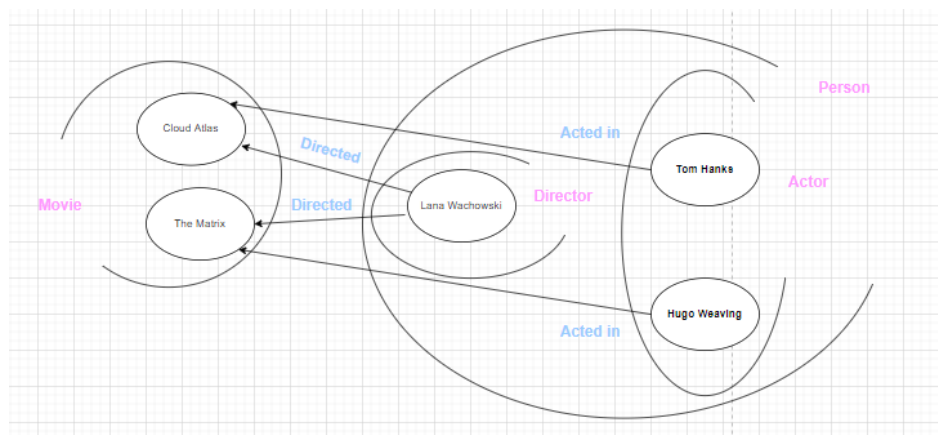 Person
Cloud Atlas
Acted in
Directed
Tom Hanks
Actor
Movie
Directed
Lana Wachowski
Director
The Matrix
Hugo Weaving
Acted in